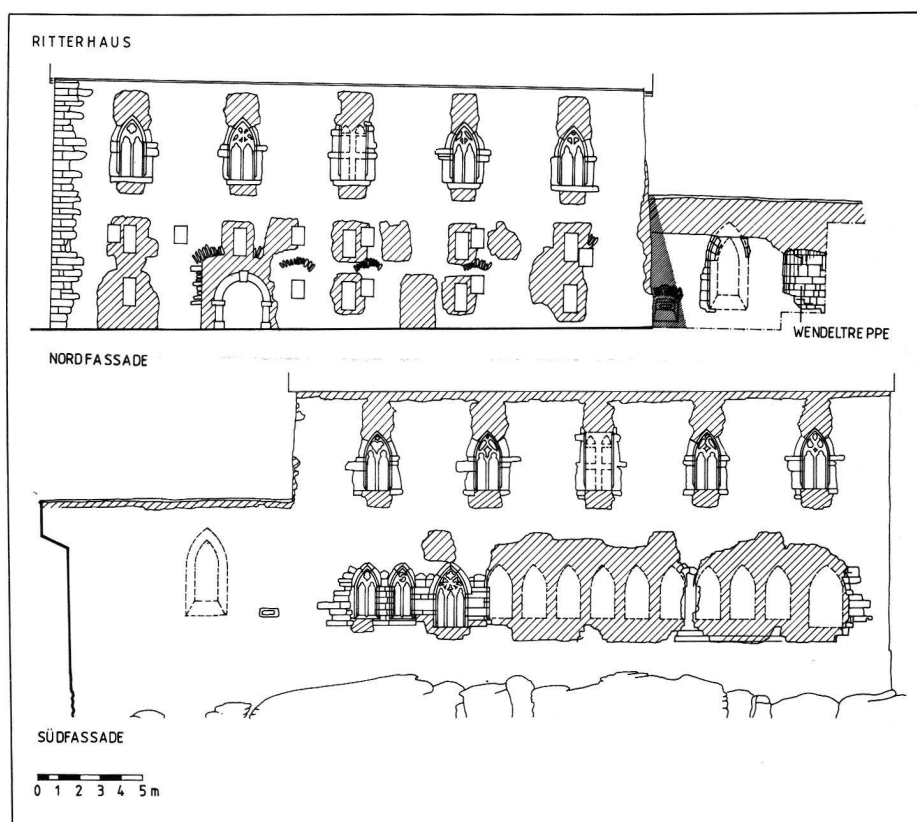 RITTERHAUS
WENDELTREPPE
NORDFASSADE
SÜDFASSADE
0 1 2 3 4 5m